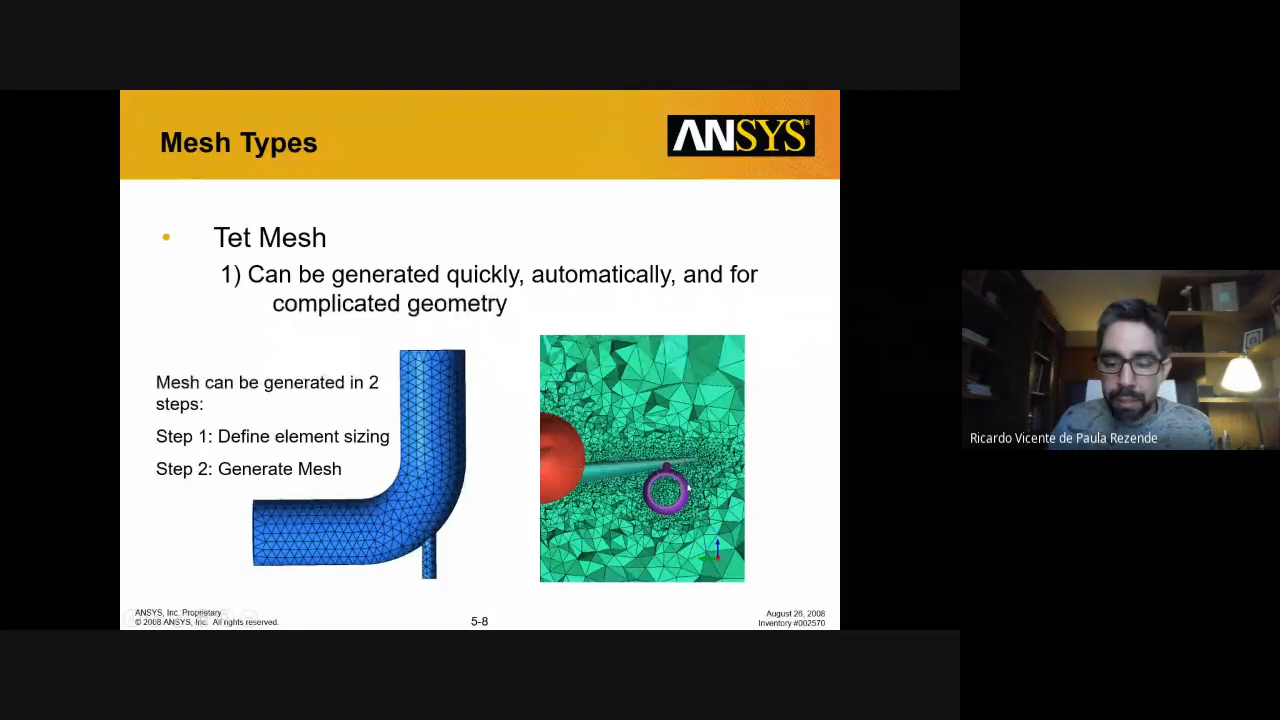 Mesh Types
ANSYS®
• Tet Mesh
1) Can be generated quickly, automatically, and for
complicated geometry
Mesh can be generated in 2
steps:
Step 1: Define element sizing
Step 2: Generate Mesh
Ricardo Vicente de Paula Rezende
ANSYS, Inc. Proprietary
© 2008 ANSYS, Inc. All rights reserved.
5-8
August 26, 2008
Inventory #002570